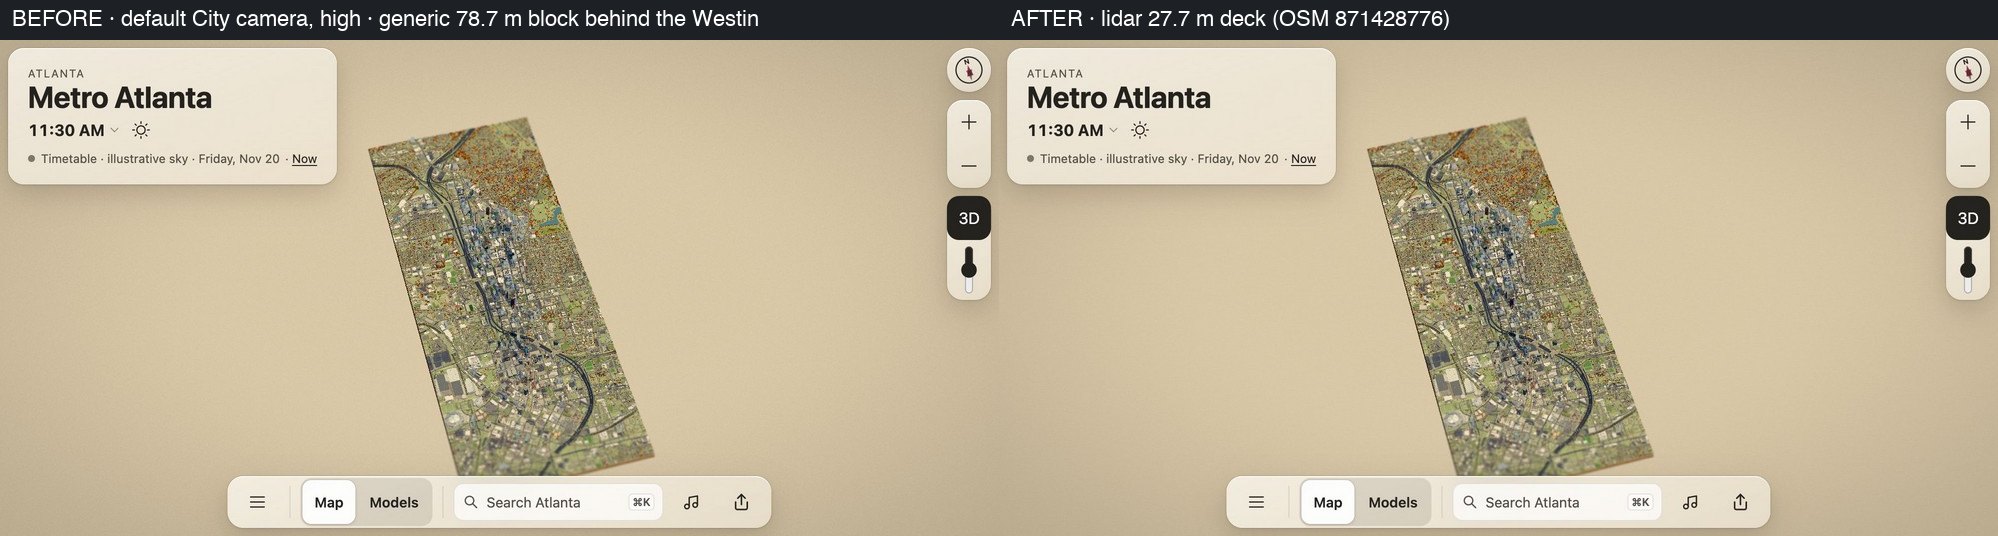 BEFORE · default City camera, high · generic 78.7 m block behind the Westin
ATLANTA
Metro Atlanta
11:30 AM
Timetable · illustrative sky · Friday, Nov 20 · Now
N
+
−
3D
Map
Models
Search Atlanta
⌘K
AFTER · lidar 27.7 m deck (OSM 871428776)
ATLANTA
Metro Atlanta
11:30 AM
Timetable · illustrative sky · Friday, Nov 20 · Now
N
+
−
3D
Map
Models
Search Atlanta
⌘K